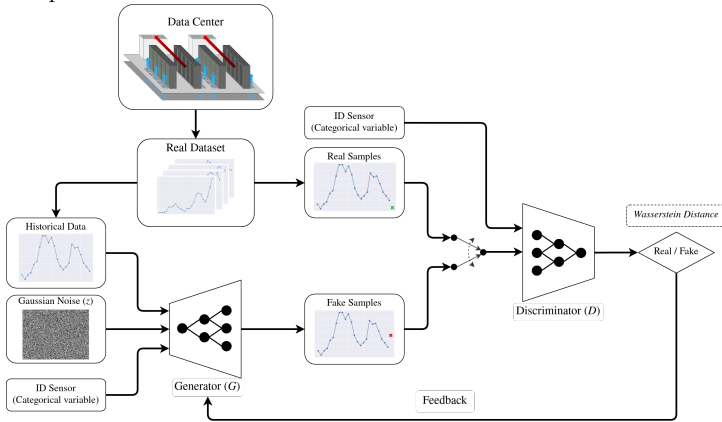 Data Center
ID Sensor
(Categorical variable)
Real Dataset
Real Samples
Historical Data
Wasserstein Distance
Real / Fake
Gaussian Noise (z)
Fake Samples
Discriminator (D)
ID Sensor
(Categorical variable)
Generator (G)
Feedback